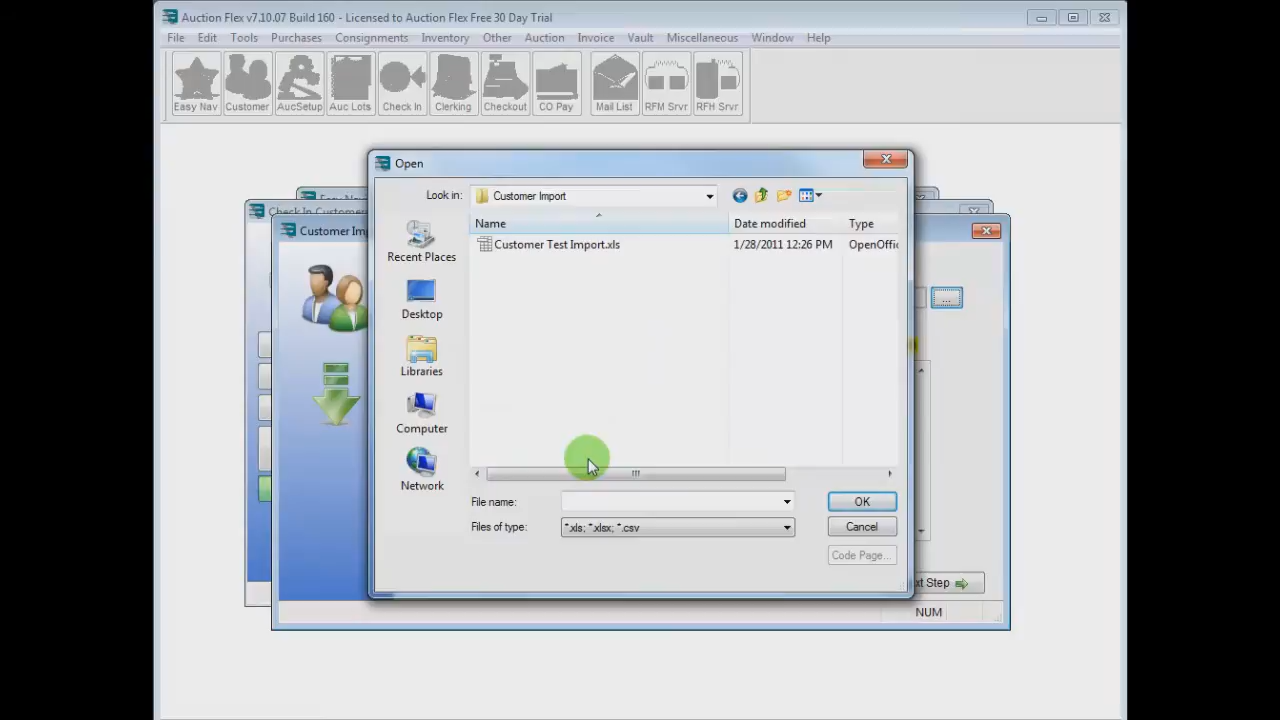 Auction Flex v7.10.07 Build 160 - Licensed to Auction Flex Free 30 Day Trial
File Edit Tools Purchases Consignments Inventory Other Auction Invoice Vault Miscellaneous Window Help
Easy Nav Customer AucSetup Auc Lots Check In Clerking Checkout CO Pay Mail List RFM Srvr RFH Srvr
Open
Look in: Customer Import
Name Date modified Type
Customer Test Import.xls 1/28/2011 12:26 PM OpenOffic
Check In Custome
Customer Im
...
Recent Places
Desktop
Libraries
Computer
Network
File name: OK
Files of type: *.xls; *.xlsx; *.csv Cancel
Code Page...
xt Step
NUM